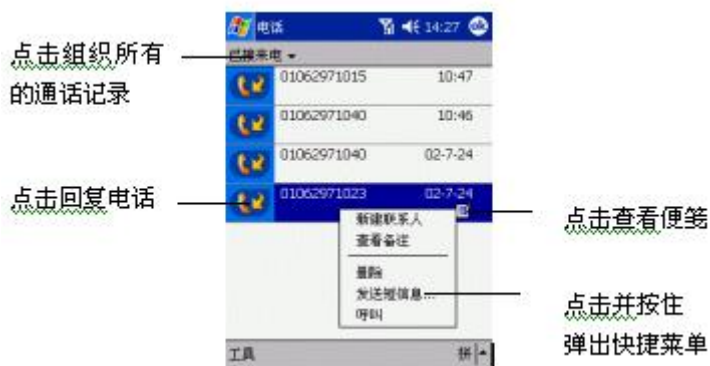 电话 14:27 ok
点击组织所有
的通话记录
已接来电
01062971015 10:47
01062971040 10:46
01062971040 02-7-24
点击回复电话
01062971023 02-7-24
新建联系人
查看备注
删除
发送短信息...
呼叫
点击查看便笺
点击并按住
弹出快捷菜单
工具 拼